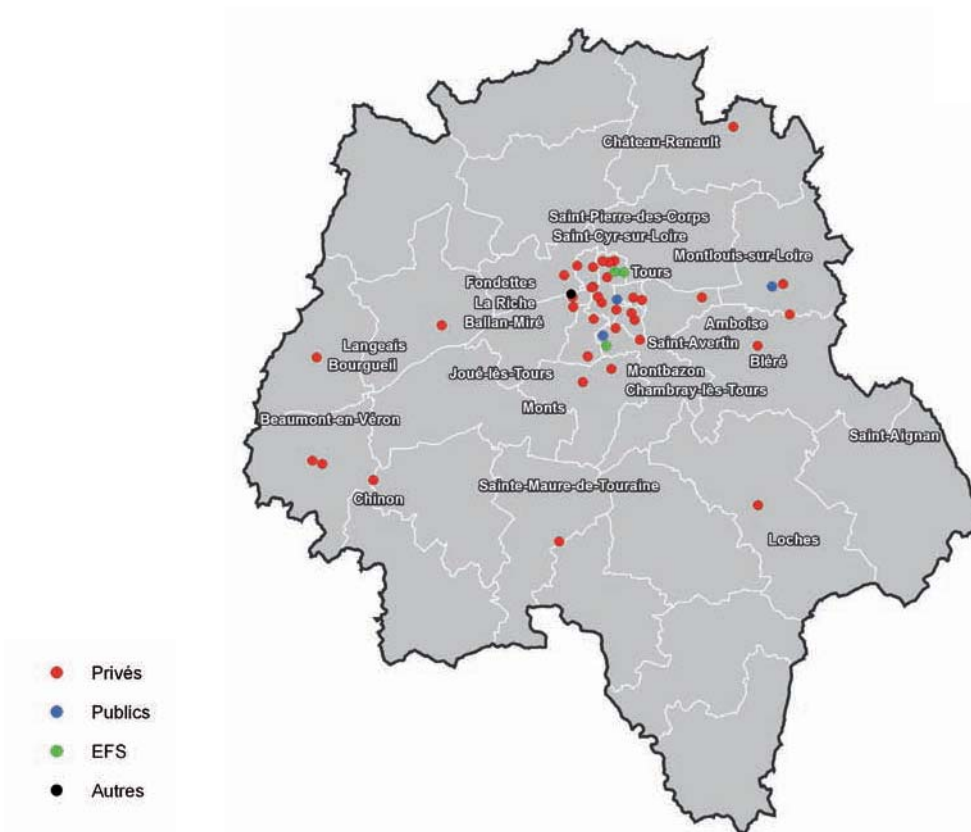 Château-Renault
Saint-Pierre-des-Corps
Saint-Cyr-sur-Loire
Montlouis-sur-Loire
Tours
Fondettes
La Riche
Ballan-Miré
Amboise
Langeais
Saint-Avertin
Bourgueil
Bléré
Joué-lès-Tours
Montbazon
Chambray-lès-Tours
Monts
Beaumont-en-Véron
Saint-Aignan
Sainte-Maure-de-Touraine
Chinon
Loches
Privés
Publics
EFS
Autres